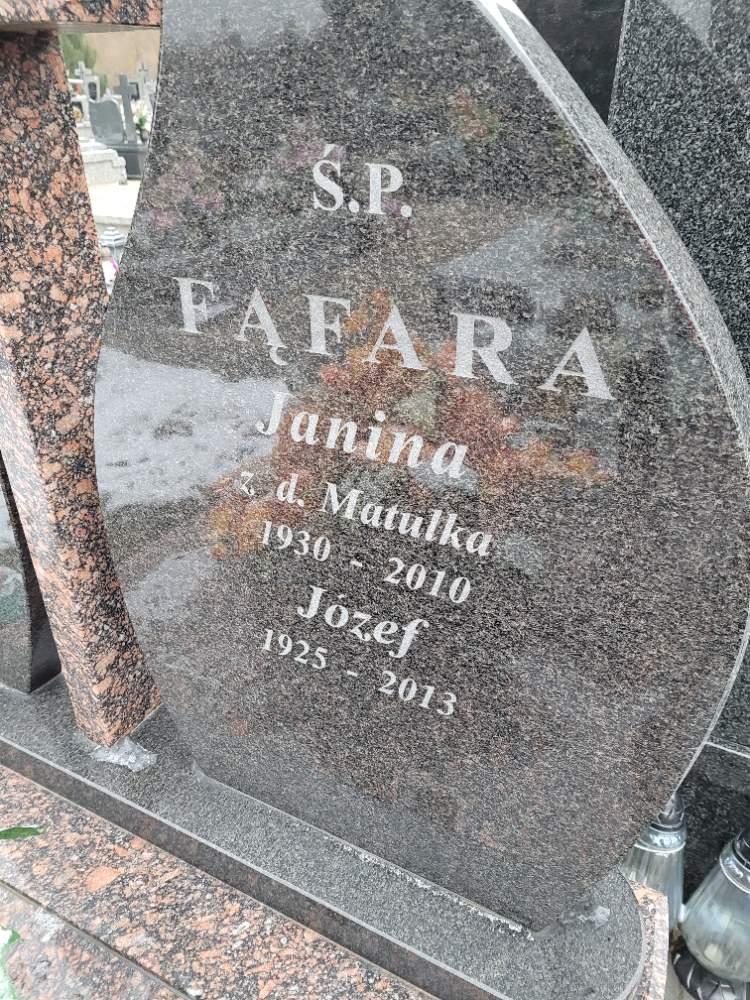 Ś.P.
FĄFARA
Janina
z. d. Matulka
1930 - 2010
Józef
1925 - 2013